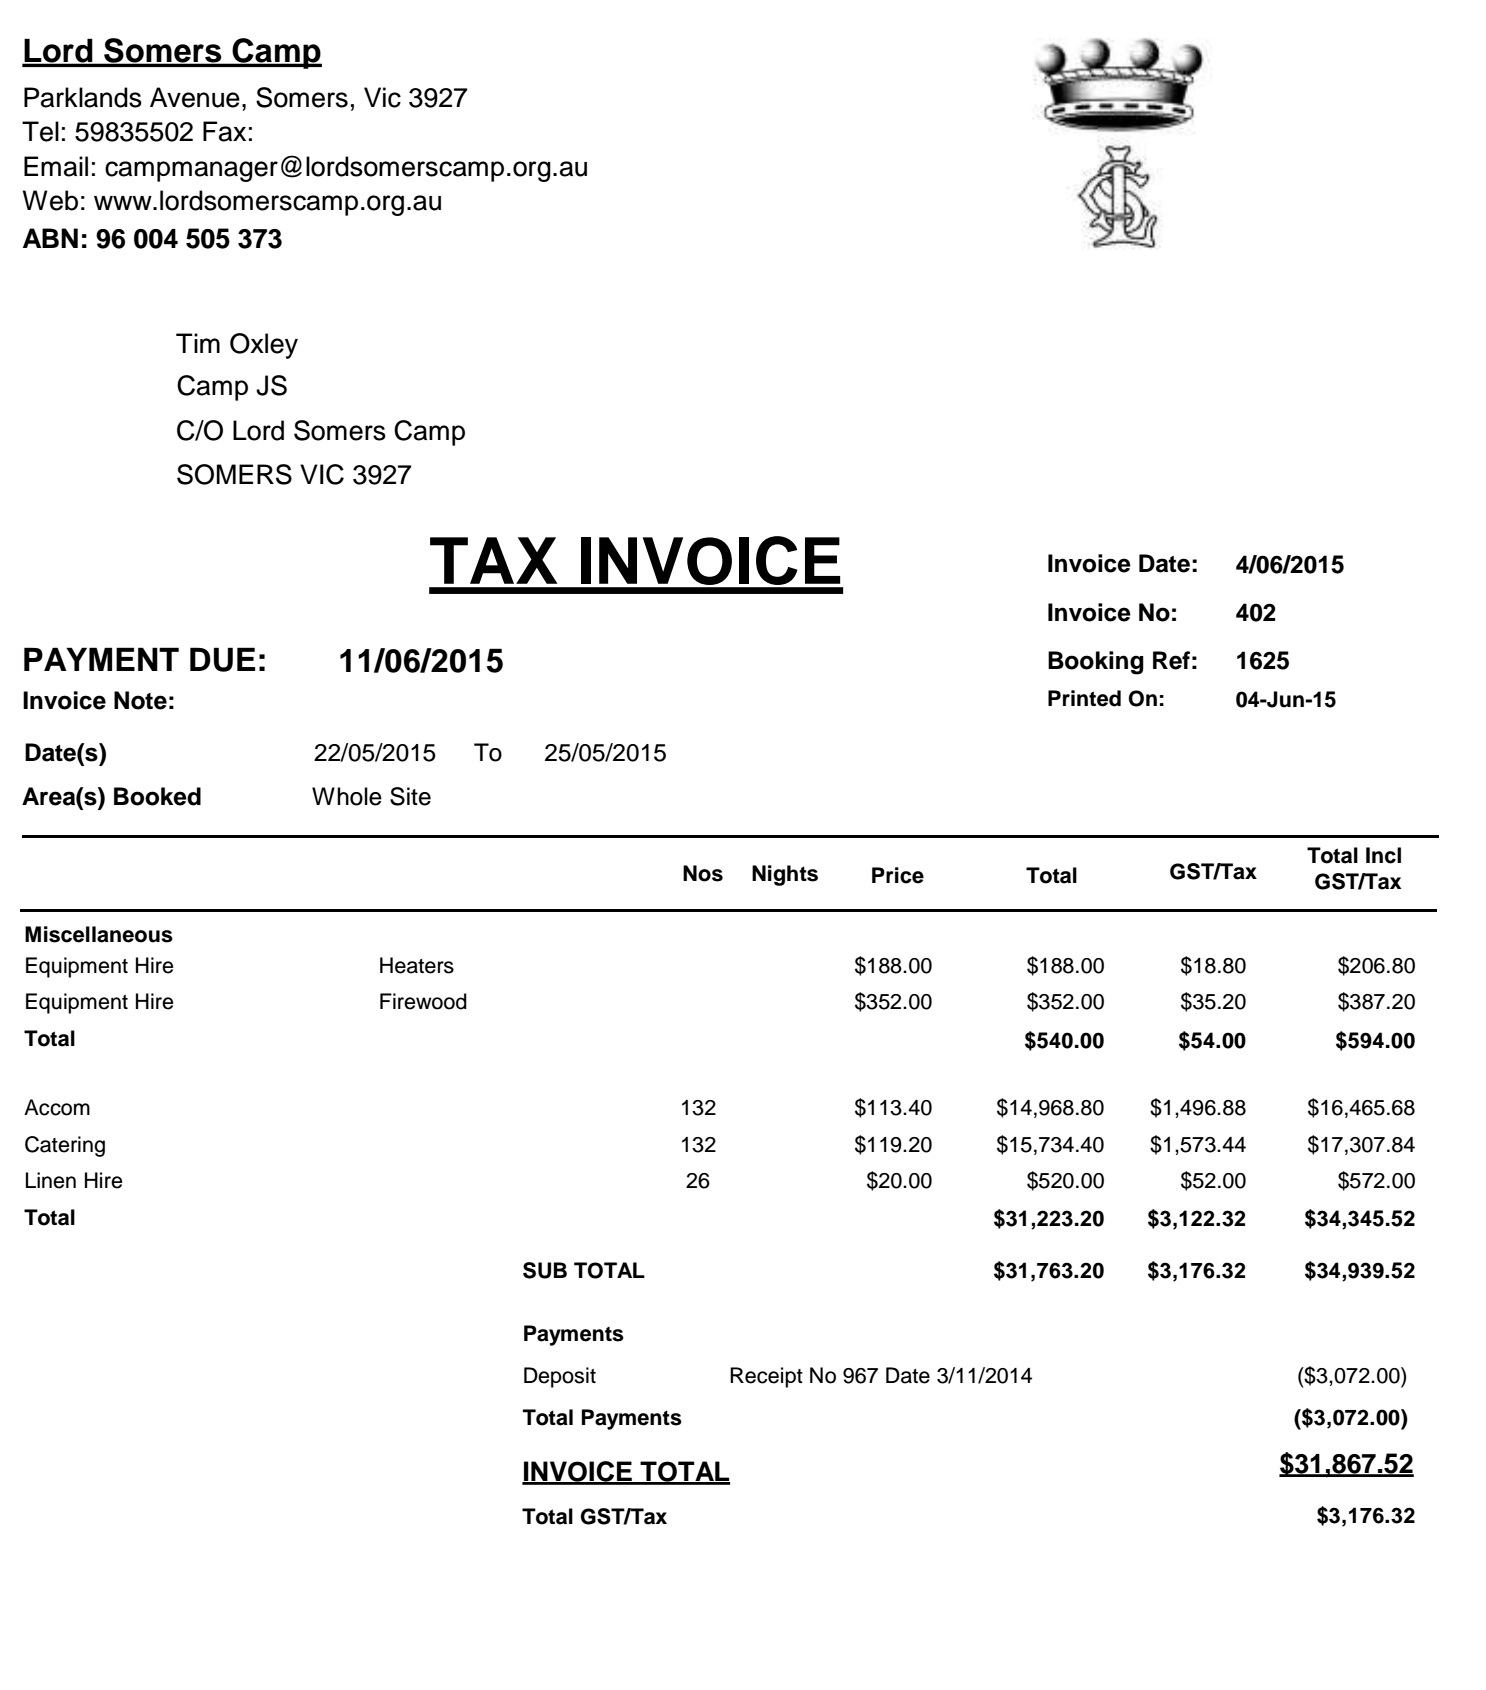 Lord Somers Camp
Parklands Avenue, Somers, Vic 3927
Tel: 59835502 Fax:
Email: campmanager@lordsomerscamp.org.au
Web: www.lordsomerscamp.org.au
ABN: 96 004 505 373
Tim Oxley
Camp JS
C/O Lord Somers Camp
SOMERS VIC 3927
TAX INVOICE
Invoice Date: 4/06/2015
Invoice No: 402
PAYMENT DUE: 11/06/2015
Booking Ref: 1625
Invoice Note:
Printed On: 04-Jun-15
Date(s) 22/05/2015 To 25/05/2015
Area(s) Booked Whole Site
Nos Nights Price Total GST/Tax Total Incl GST/Tax
Miscellaneous
Equipment Hire Heaters $188.00 $188.00 $18.80 $206.80
Equipment Hire Firewood $352.00 $352.00 $35.20 $387.20
Total $540.00 $54.00 $594.00
Accom 132 $113.40 $14,968.80 $1,496.88 $16,465.68
Catering 132 $119.20 $15,734.40 $1,573.44 $17,307.84
Linen Hire 26 $20.00 $520.00 $52.00 $572.00
Total $31,223.20 $3,122.32 $34,345.52
SUB TOTAL $31,763.20 $3,176.32 $34,939.52
Payments
Deposit Receipt No 967 Date 3/11/2014 ($3,072.00)
Total Payments ($3,072.00)
INVOICE TOTAL $31,867.52
Total GST/Tax $3,176.32